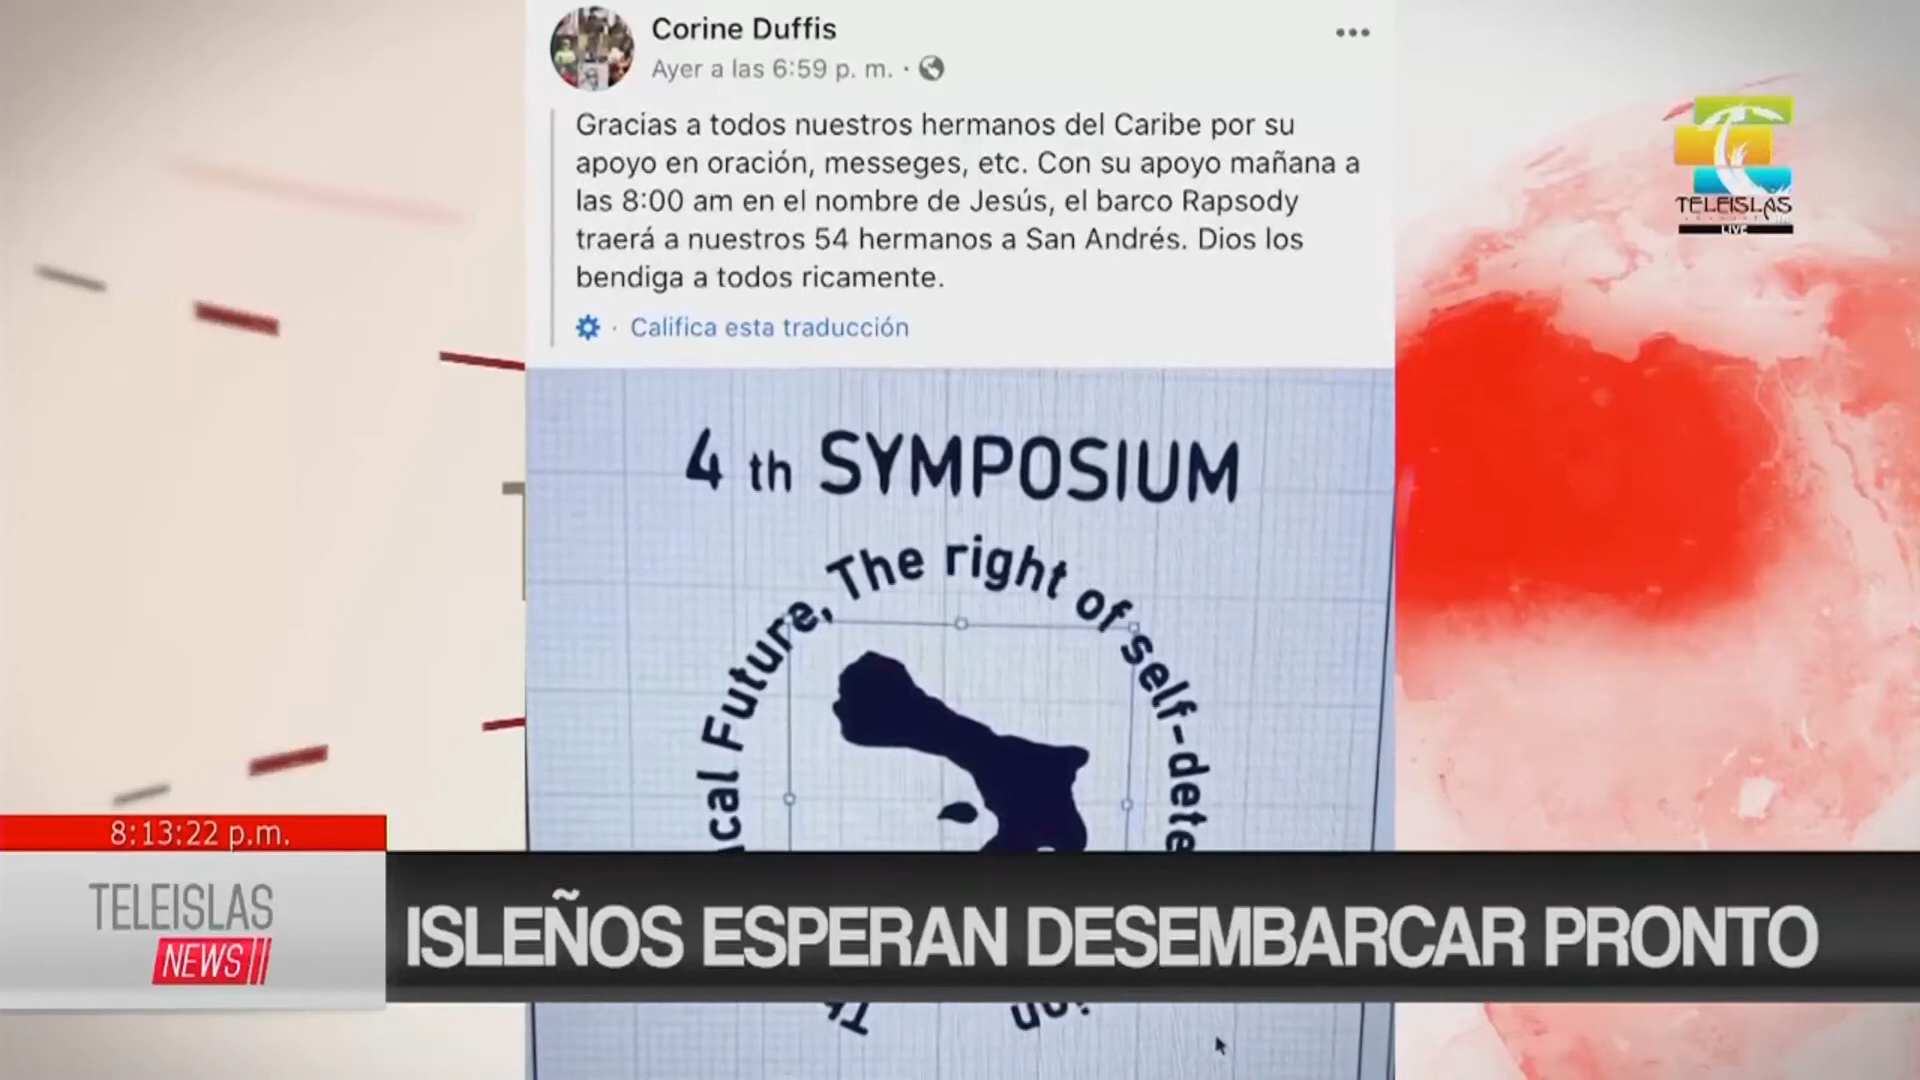 Corine Duffis
Ayer a las 6:59 p. m. ·
Gracias a todos nuestros hermanos del Caribe por su
apoyo en oración, messeges, etc. Con su apoyo mañana a
las 8:00 am en el nombre de Jesús, el barco Rapsody
traerá a nuestros 54 hermanos a San Andrés. Dios los
bendiga a todos ricamente.
· Califica esta traducción
TELEISLAS
LIVE
4 th SYMPOSIUM
Future, The right of self-dete
8:13:22 p.m.
TELEISLAS
NEWS
ISLEÑOS ESPERAN DESEMBARCAR PRONTO